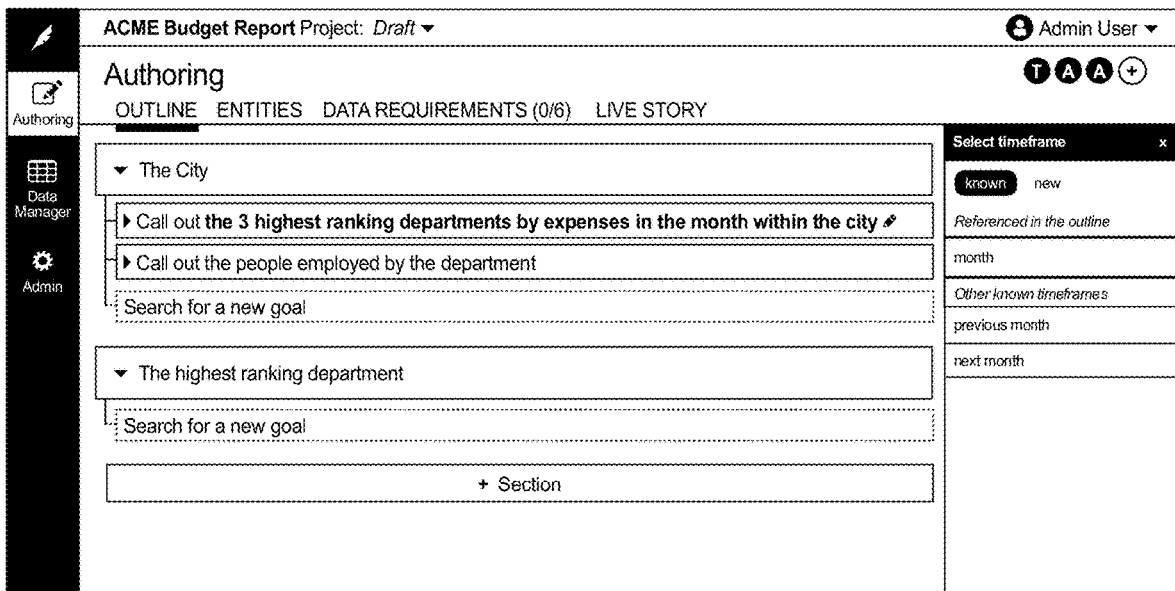 ACME Budget Report Project: Draft
Admin User
Authoring
T A A +
OUTLINE ENTITIES DATA REQUIREMENTS (0/6) LIVE STORY
Authoring
Data
Manager
Admin
The City
Call out the 3 highest ranking departments by expenses in the month within the city
Call out the people employed by the department
Search for a new goal
The highest ranking department
Search for a new goal
+ Section
Select timeframe x
known new
Referenced in the outline
month
Other known timeframes
previous month
next month